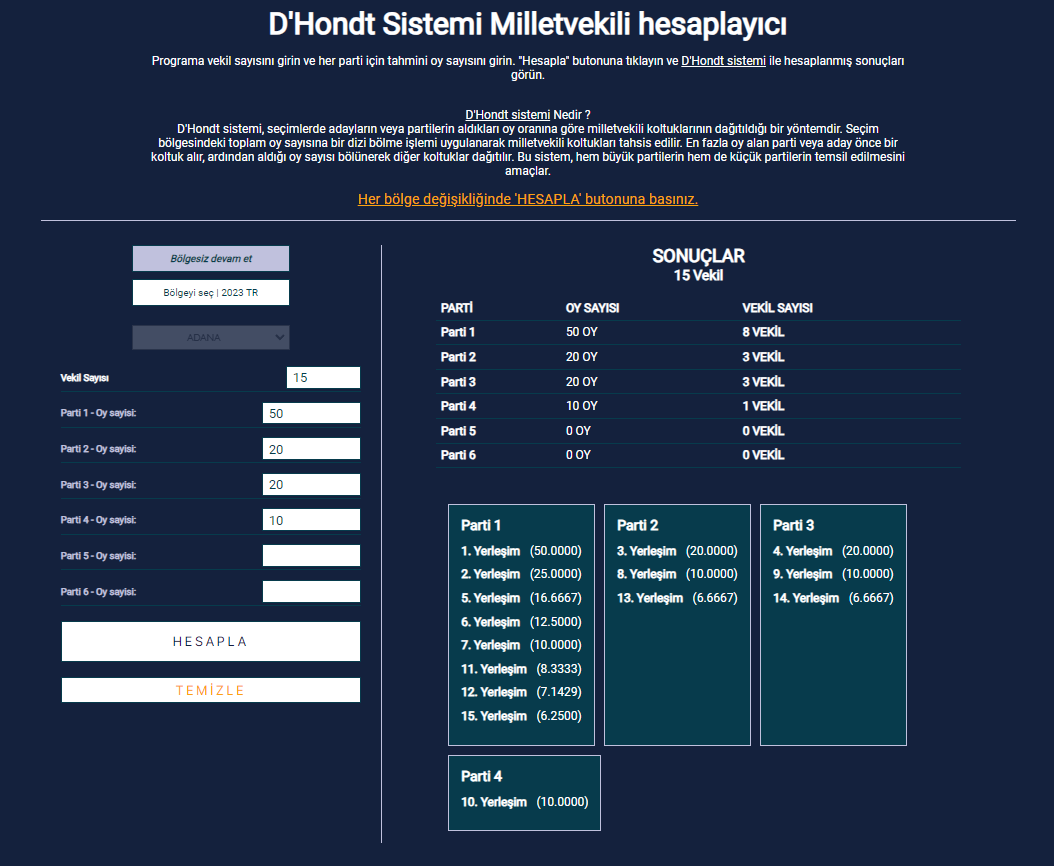 D'Hondt Sistemi Milletvekili hesaplayıcı
Programa vekil sayısını girin ve her parti için tahmini oy sayısını girin. "Hesapla" butonuna tıklayın ve D'Hondt sistemi ile hesaplanmış sonuçları
görün.
D'Hondt sistemi Nedir ?
D'Hondt sistemi, seçimlerde adayların veya partilerin aldıkları oy oranına göre milletvekili koltuklarının dağıtıldığı bir yöntemdir. Seçim
bölgesindeki toplam oy sayısına bir dizi bölme işlemi uygulanarak milletvekili koltukları tahsis edilir. En fazla oy alan parti veya aday önce bir
koltuk alır, ardından aldığı oy sayısı bölünerek diğer koltuklar dağıtılır. Bu sistem, hem büyük partilerin hem de küçük partilerin temsil edilmesini
amaçlar.
Her bölge değişikliğinde 'HESAPLA' butonuna basınız.
Bölgesiz devam et
Bölgeyi seç | 2023 TR
ADANA
Vekil Sayısı 15
Parti 1 - Oy sayisi: 50
Parti 2 - Oy sayisi: 20
Parti 3 - Oy sayisi: 20
Parti 4 - Oy sayisi: 10
Parti 5 - Oy sayisi:
Parti 6 - Oy sayisi:
HESAPLA
TEMİZLE
SONUÇLAR
15 Vekil
PARTİ OY SAYISI VEKİL SAYISI
Parti 1 50 OY 8 VEKİL
Parti 2 20 OY 3 VEKİL
Parti 3 20 OY 3 VEKİL
Parti 4 10 OY 1 VEKİL
Parti 5 0 OY 0 VEKİL
Parti 6 0 OY 0 VEKİL
Parti 1
1. Yerleşim (50.0000)
2. Yerleşim (25.0000)
5. Yerleşim (16.6667)
6. Yerleşim (12.5000)
7. Yerleşim (10.0000)
11. Yerleşim (8.3333)
12. Yerleşim (7.1429)
15. Yerleşim (6.2500)
Parti 2
3. Yerleşim (20.0000)
8. Yerleşim (10.0000)
13. Yerleşim (6.6667)
Parti 3
4. Yerleşim (20.0000)
9. Yerleşim (10.0000)
14. Yerleşim (6.6667)
Parti 4
10. Yerleşim (10.0000)